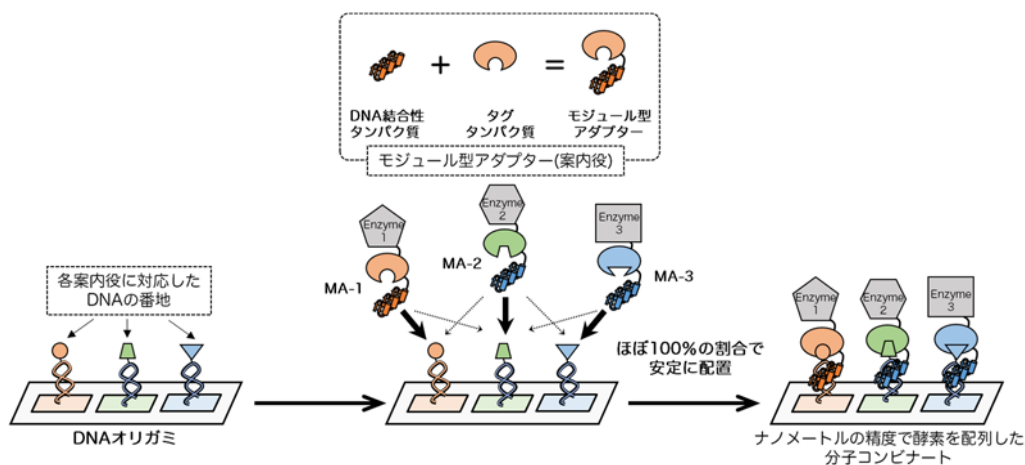 +
=
DNA結合性
タンパク質
タグ
タンパク質
モジュール型
アダプター
モジュール型アダプター(案内役)
Enzyme
1
Enzyme
2
Enzyme
3
MA-1
MA-2
MA-3
各案内役に対応した
DNAの番地
DNAオリガミ
ほぼ100%の割合で
安定に配置
Enzyme
1
Enzyme
2
Enzyme
3
ナノメートルの精度で酵素を配列した
分子コンビナート